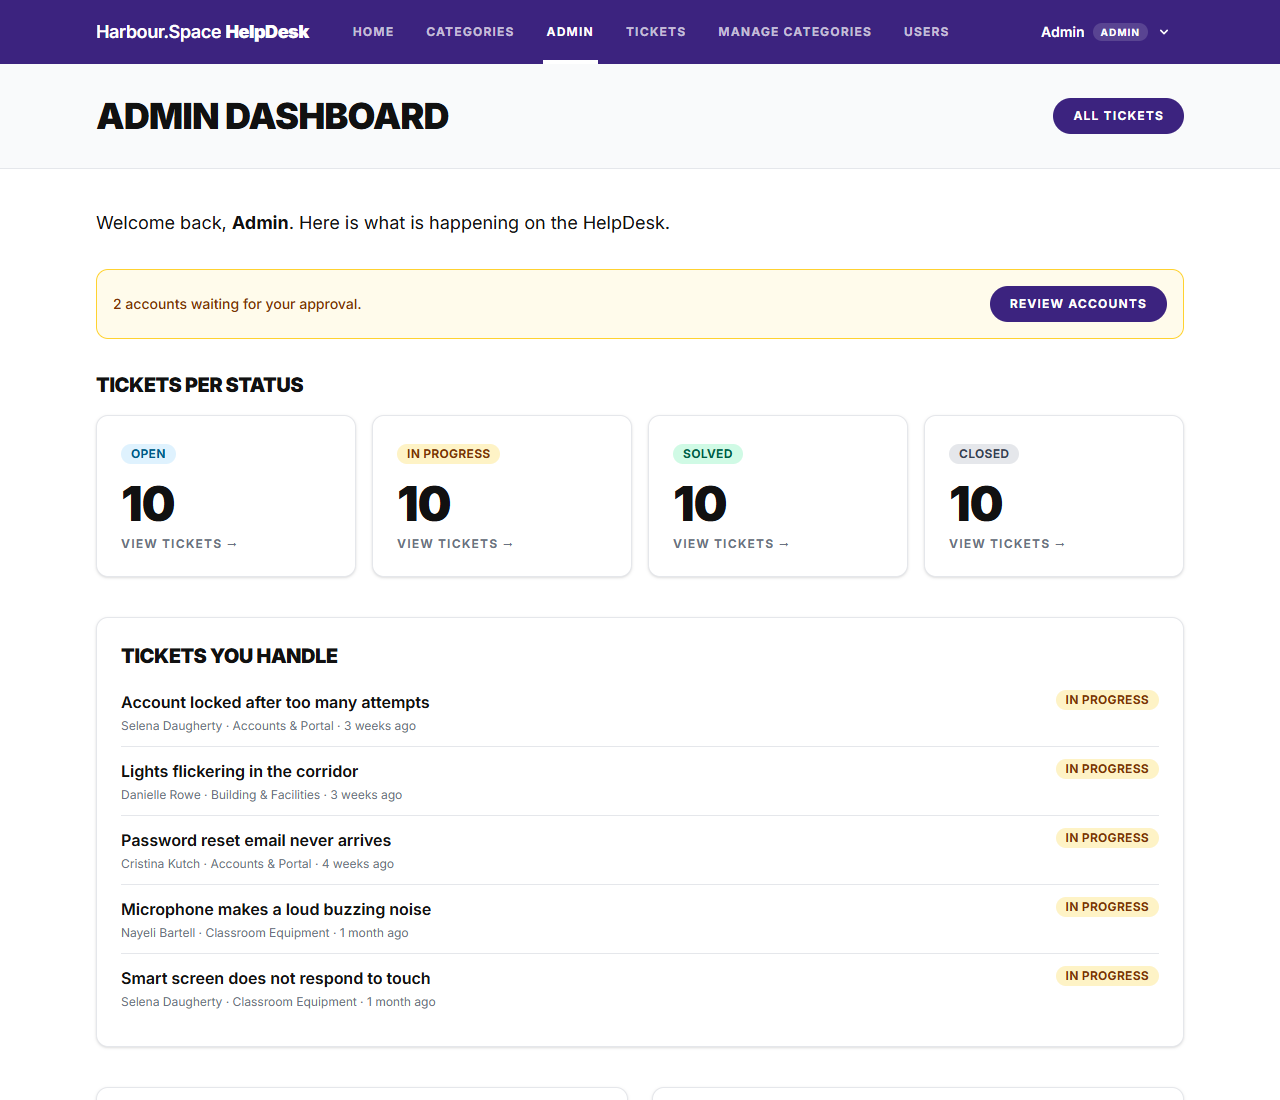 Harbour.Space HelpDesk HOME CATEGORIES ADMIN TICKETS MANAGE CATEGORIES USERS Admin ADMIN
ADMIN DASHBOARD ALL TICKETS
Welcome back, Admin. Here is what is happening on the HelpDesk.
2 accounts waiting for your approval. REVIEW ACCOUNTS
TICKETS PER STATUS
OPEN IN PROGRESS SOLVED CLOSED
10 10 10 10
VIEW TICKETS → VIEW TICKETS → VIEW TICKETS → VIEW TICKETS →
TICKETS YOU HANDLE
Account locked after too many attempts IN PROGRESS
Selena Daugherty · Accounts & Portal · 3 weeks ago
Lights flickering in the corridor IN PROGRESS
Danielle Rowe · Building & Facilities · 3 weeks ago
Password reset email never arrives IN PROGRESS
Cristina Kutch · Accounts & Portal · 4 weeks ago
Microphone makes a loud buzzing noise IN PROGRESS
Nayeli Bartell · Classroom Equipment · 1 month ago
Smart screen does not respond to touch IN PROGRESS
Selena Daugherty · Classroom Equipment · 1 month ago